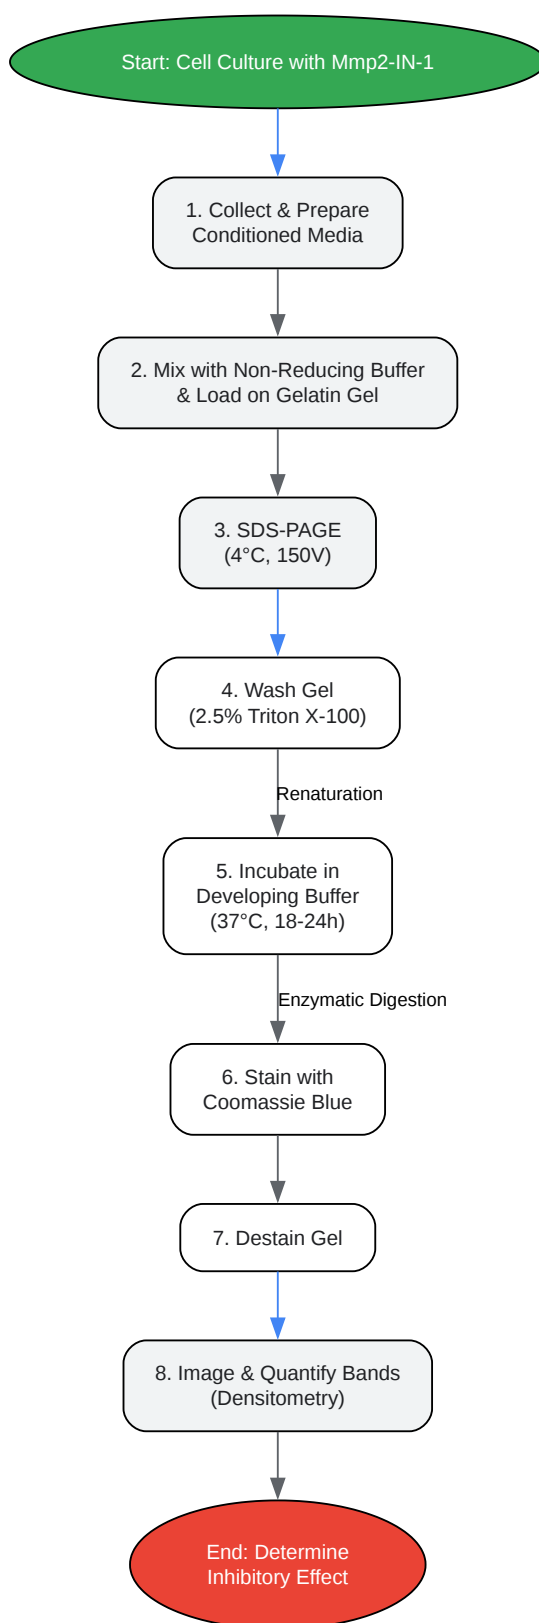 Start: Cell Culture with Mmp2-IN-1
1. Collect & Prepare
Conditioned Media
2. Mix with Non-Reducing Buffer
& Load on Gelatin Gel
3. SDS-PAGE
(4°C, 150V)
4. Wash Gel
(2.5% Triton X-100)
Renaturation
5. Incubate in
Developing Buffer
(37°C, 18-24h)
Enzymatic Digestion
6. Stain with
Coomassie Blue
7. Destain Gel
8. Image & Quantify Bands
(Densitometry)
End: Determine
Inhibitory Effect